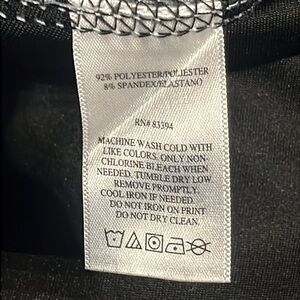 92% POLYESTER/POLIESTER
8% SPANDEX/ELASTANO
RN# 83394
MACHINE WASH COLD WITH
LIKE COLORS. ONLY NON-
CHLORINE BLEACH WHEN
NEEDED. TUMBLE DRY LOW.
REMOVE PROMPTLY.
COOL IRON IF NEEDED.
DO NOT IRON ON PRINT
DO NOT DRY CLEAN.